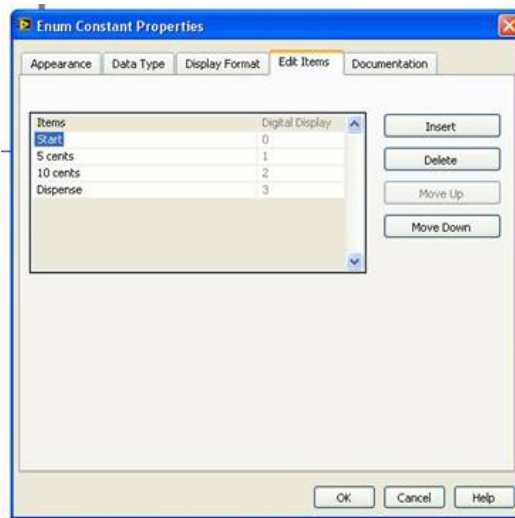 Enum Constant Properties
Appearance Data Type Display Format Edit Items Documentation
Items Digital Display
Start 0
5 cents 1
10 cents 2
Dispense 3
Insert
Delete
Move Up
Move Down
OK Cancel Help